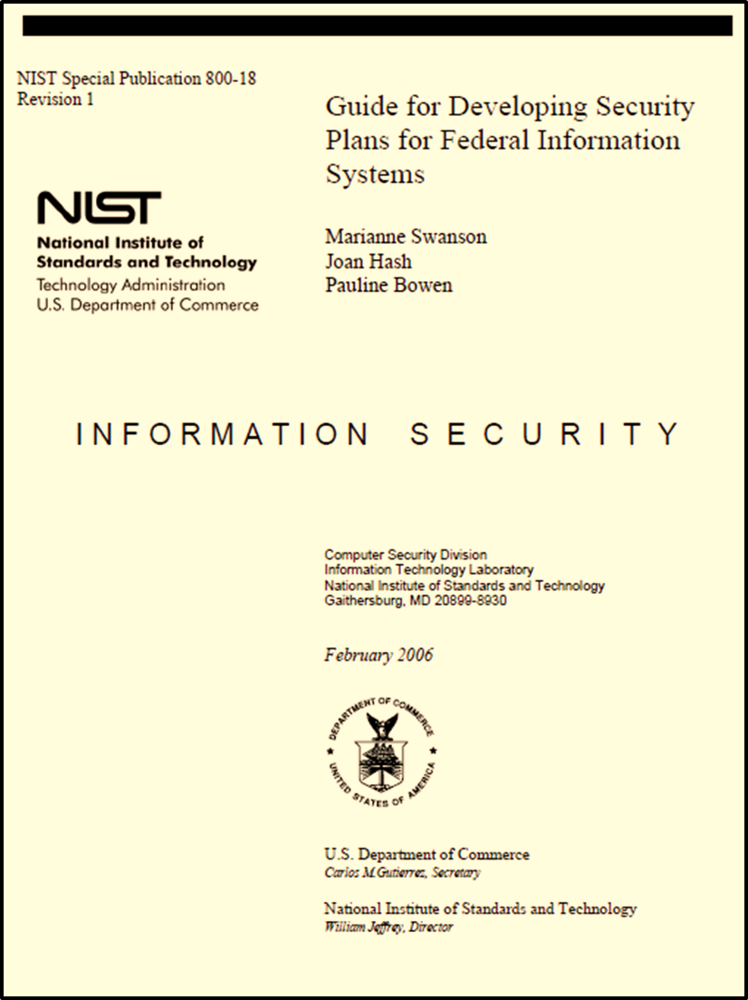 NIST Special Publication 800-18
Revision 1
Guide for Developing Security
Plans for Federal Information
Systems
NIST
National Institute of
Standards and Technology
Technology Administration
U.S. Department of Commerce
Marianne Swanson
Joan Hash
Pauline Bowen
INFORMATION SECURITY
Computer Security Division
Information Technology Laboratory
National Institute of Standards and Technology
Gaithersburg, MD 20899-8930
February 2006
DEPARTMENT OF COMMERCE
UNITED STATES OF AMERICA
U.S. Department of Commerce
Carlos M.Gutierrez, Secretary
National Institute of Standards and Technology
William Jeffrey, Director